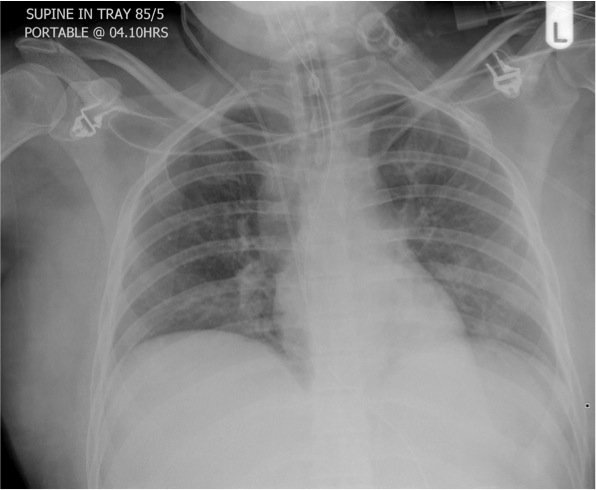 SUPINE IN TRAY 85/5
PORTABLE @ 04.10HRS
L